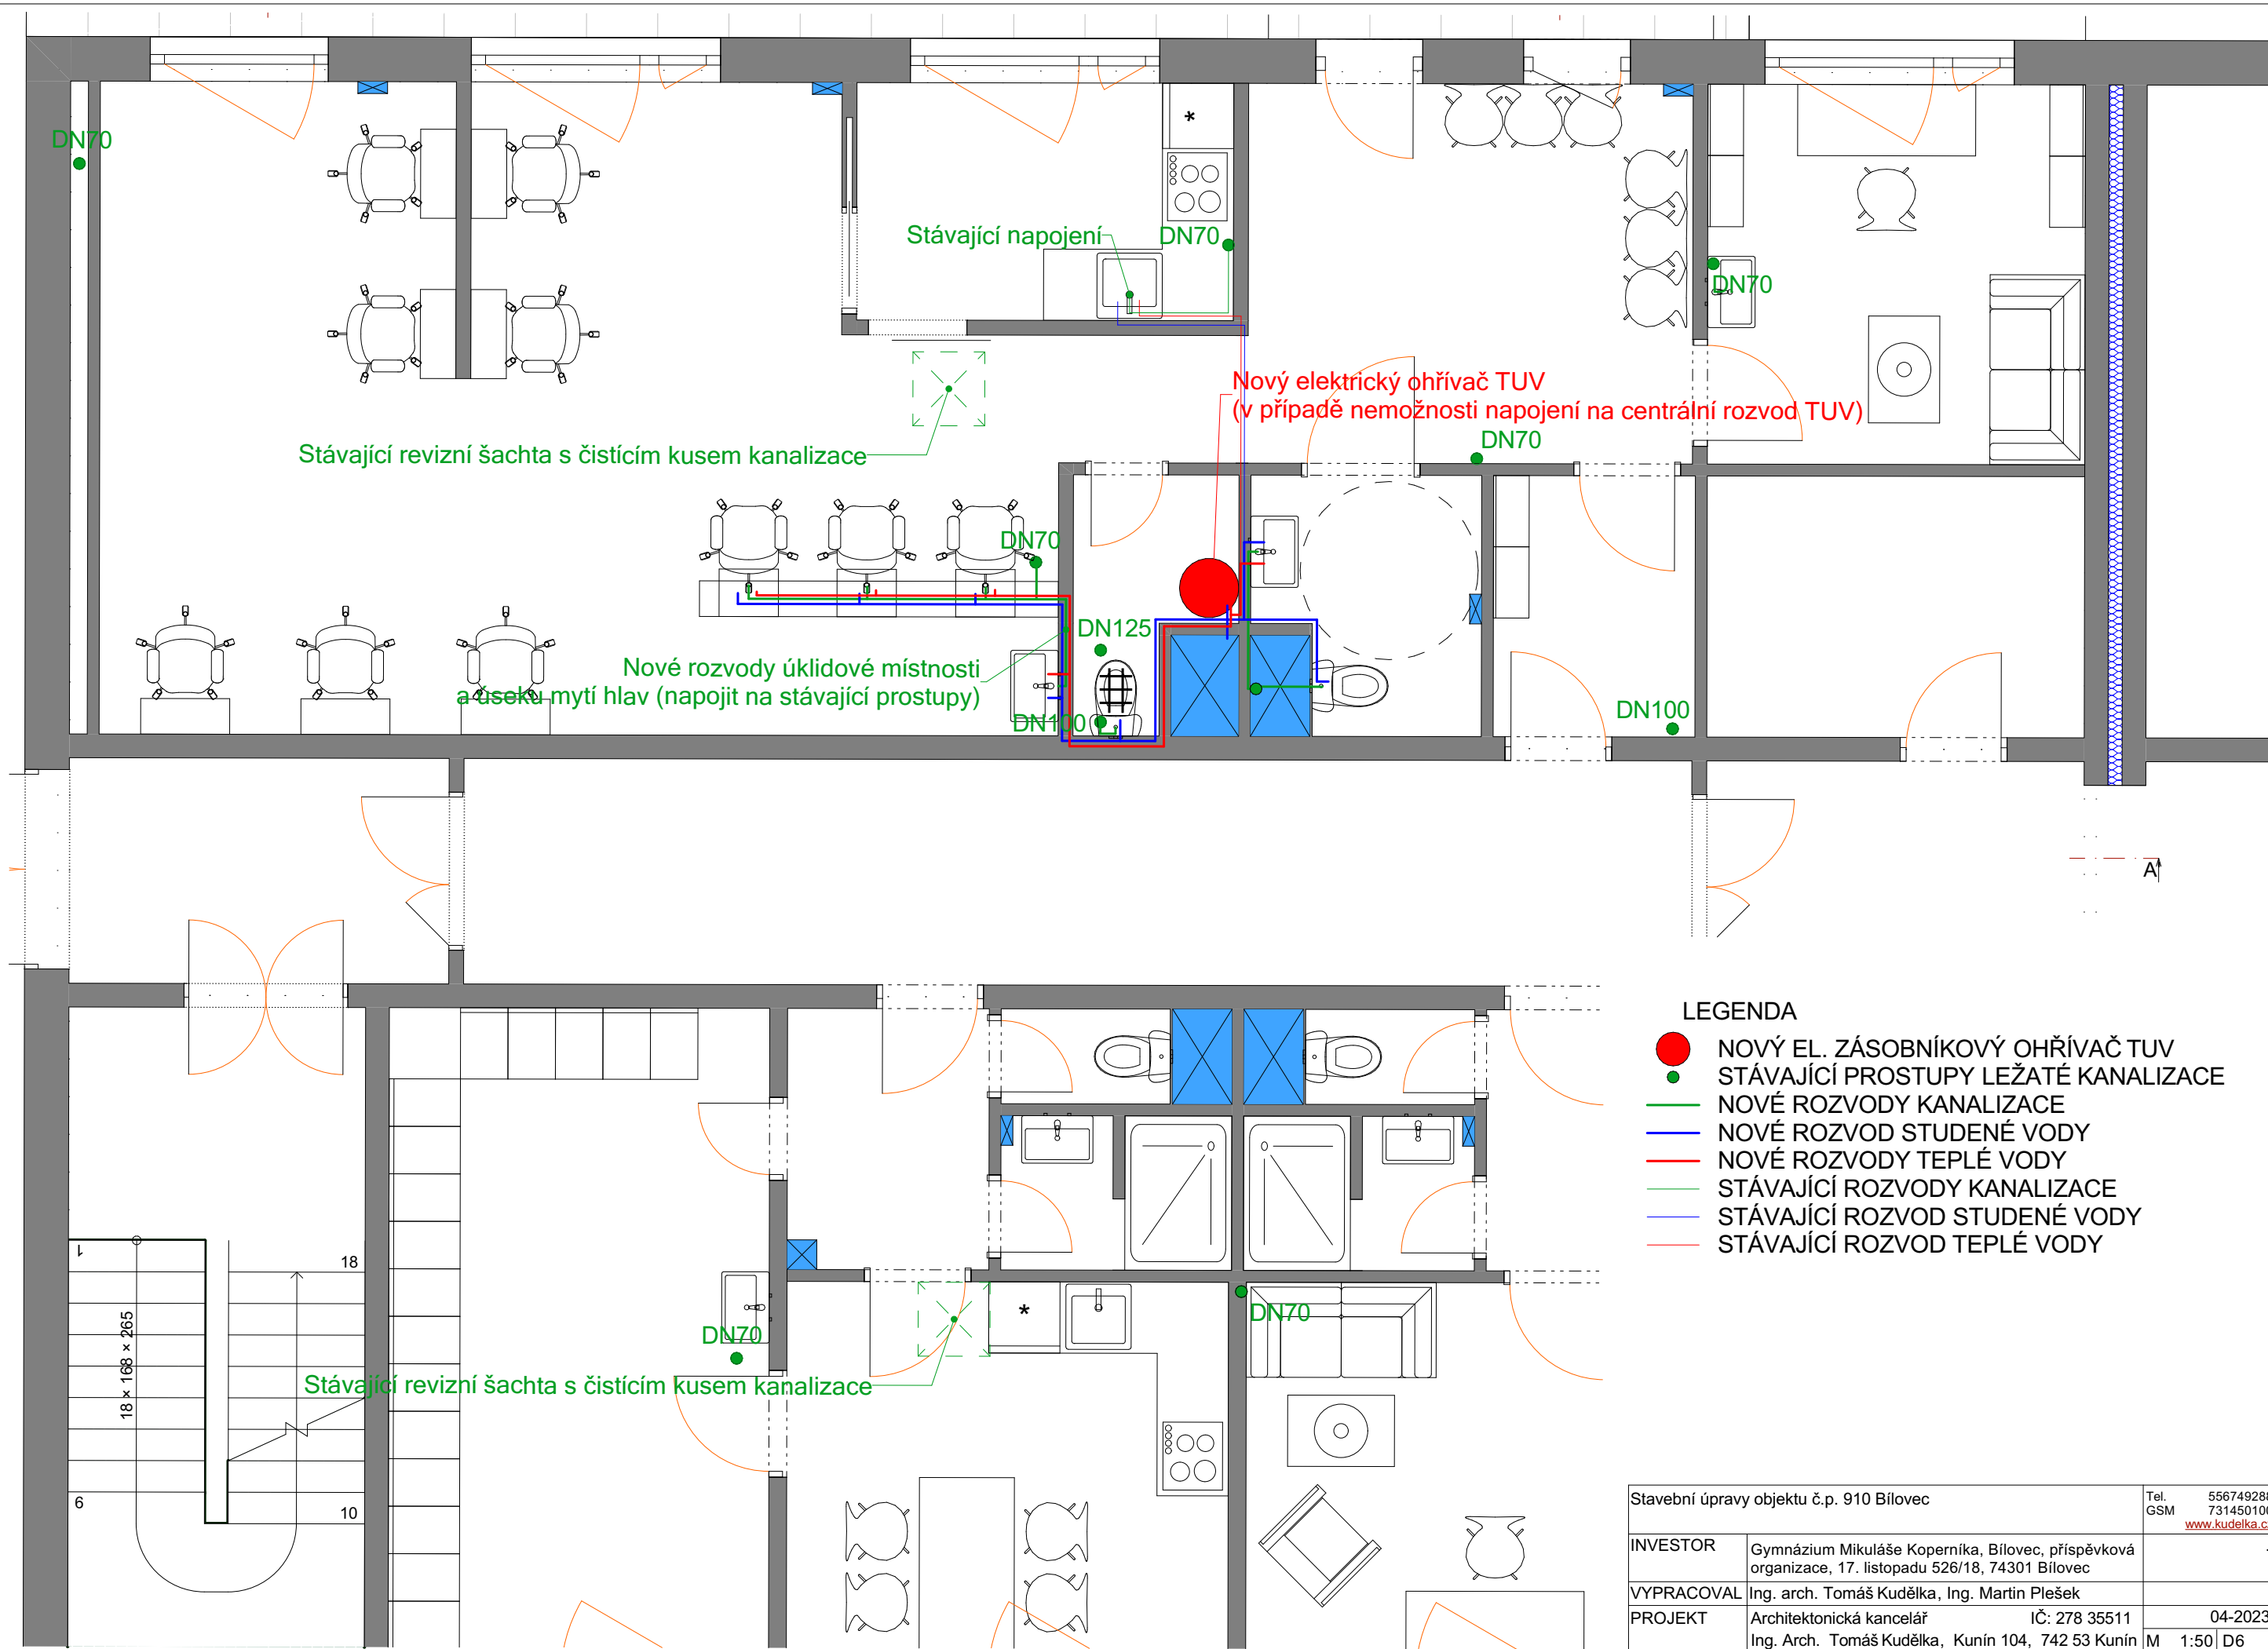 DN70
Stávající napojení
DN70
DN70
Nový elektrický ohřívač TUV
(v případě nemožnosti napojení na centrální rozvod TUV)
DN70
Stávající revizní šachta s čistícím kusem kanalizace
DN70
DN125
Nové rozvody úklidové místnosti
a úseku mytí hlav (napojit na stávající prostupy)
DN100
DN100
A
LEGENDA
NOVÝ EL. ZÁSOBNÍKOVÝ OHŘÍVAČ TUV
STÁVAJÍCÍ PROSTUPY LEŽATÉ KANALIZACE
NOVÉ ROZVODY KANALIZACE
NOVÉ ROZVOD STUDENÉ VODY
NOVÉ ROZVODY TEPLÉ VODY
STÁVAJÍCÍ ROZVODY KANALIZACE
STÁVAJÍCÍ ROZVOD STUDENÉ VODY
STÁVAJÍCÍ ROZVOD TEPLÉ VODY
1
18
18 × 168 × 265
9
10
DN70
DN70
Stávající revizní šachta s čistícím kusem kanalizace
Stavební úpravy objektu č.p. 910 Bílovec
Tel. 556749288
GSM 73145010
www.kudelka.c
INVESTOR
Gymnázium Mikuláše Koperníka, Bílovec, příspěvková
organizace, 17. listopadu 526/18, 74301 Bílovec
VYPRACOVAL Ing. arch. Tomáš Kudělka, Ing. Martin Plešek
PROJEKT
Architektonická kancelář IČ: 278 35511
04-2023
Ing. Arch. Tomáš Kudělka, Kunín 104, 742 53 Kunín
M 1:50 D6